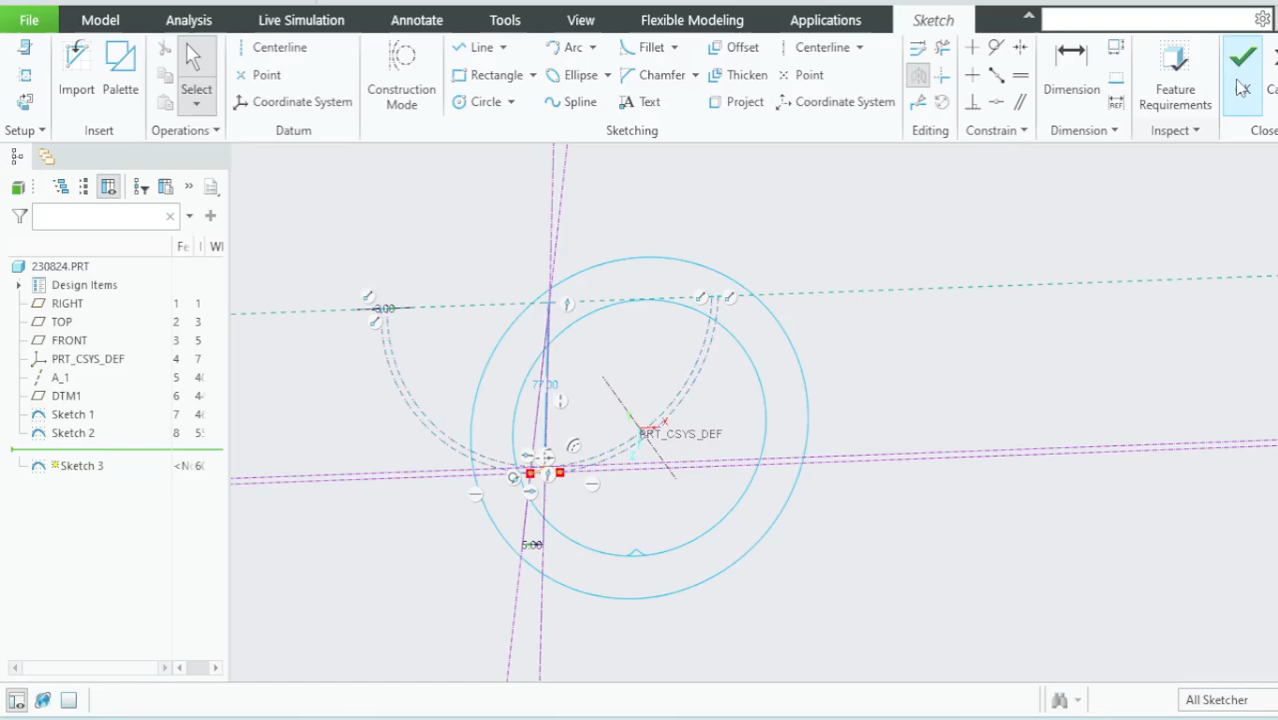 File Model Analysis Live Simulation Annotate Tools View Flexible Modeling Applications Sketch
Centerline Line Arc Fillet Offset Centerline
Point Rectangle Ellipse Chamfer Thicken Point
Import Palette Select Coordinate System Construction Mode Circle Spline Text Project Coordinate System Dimension Feature Requirements
Setup Insert Operations Datum Sketching Editing Constrain Dimension Inspect Close
230824.PRT
Design Items
RIGHT 1 1
TOP 2 3
FRONT 3 5
PRT_CSYS_DEF 4 7
A_1 5
DTM1 6
Sketch 1 7
Sketch 2 8
Sketch 3
3.00
77.00
X
PRT_CSYS_DEF
5.00
All Sketcher